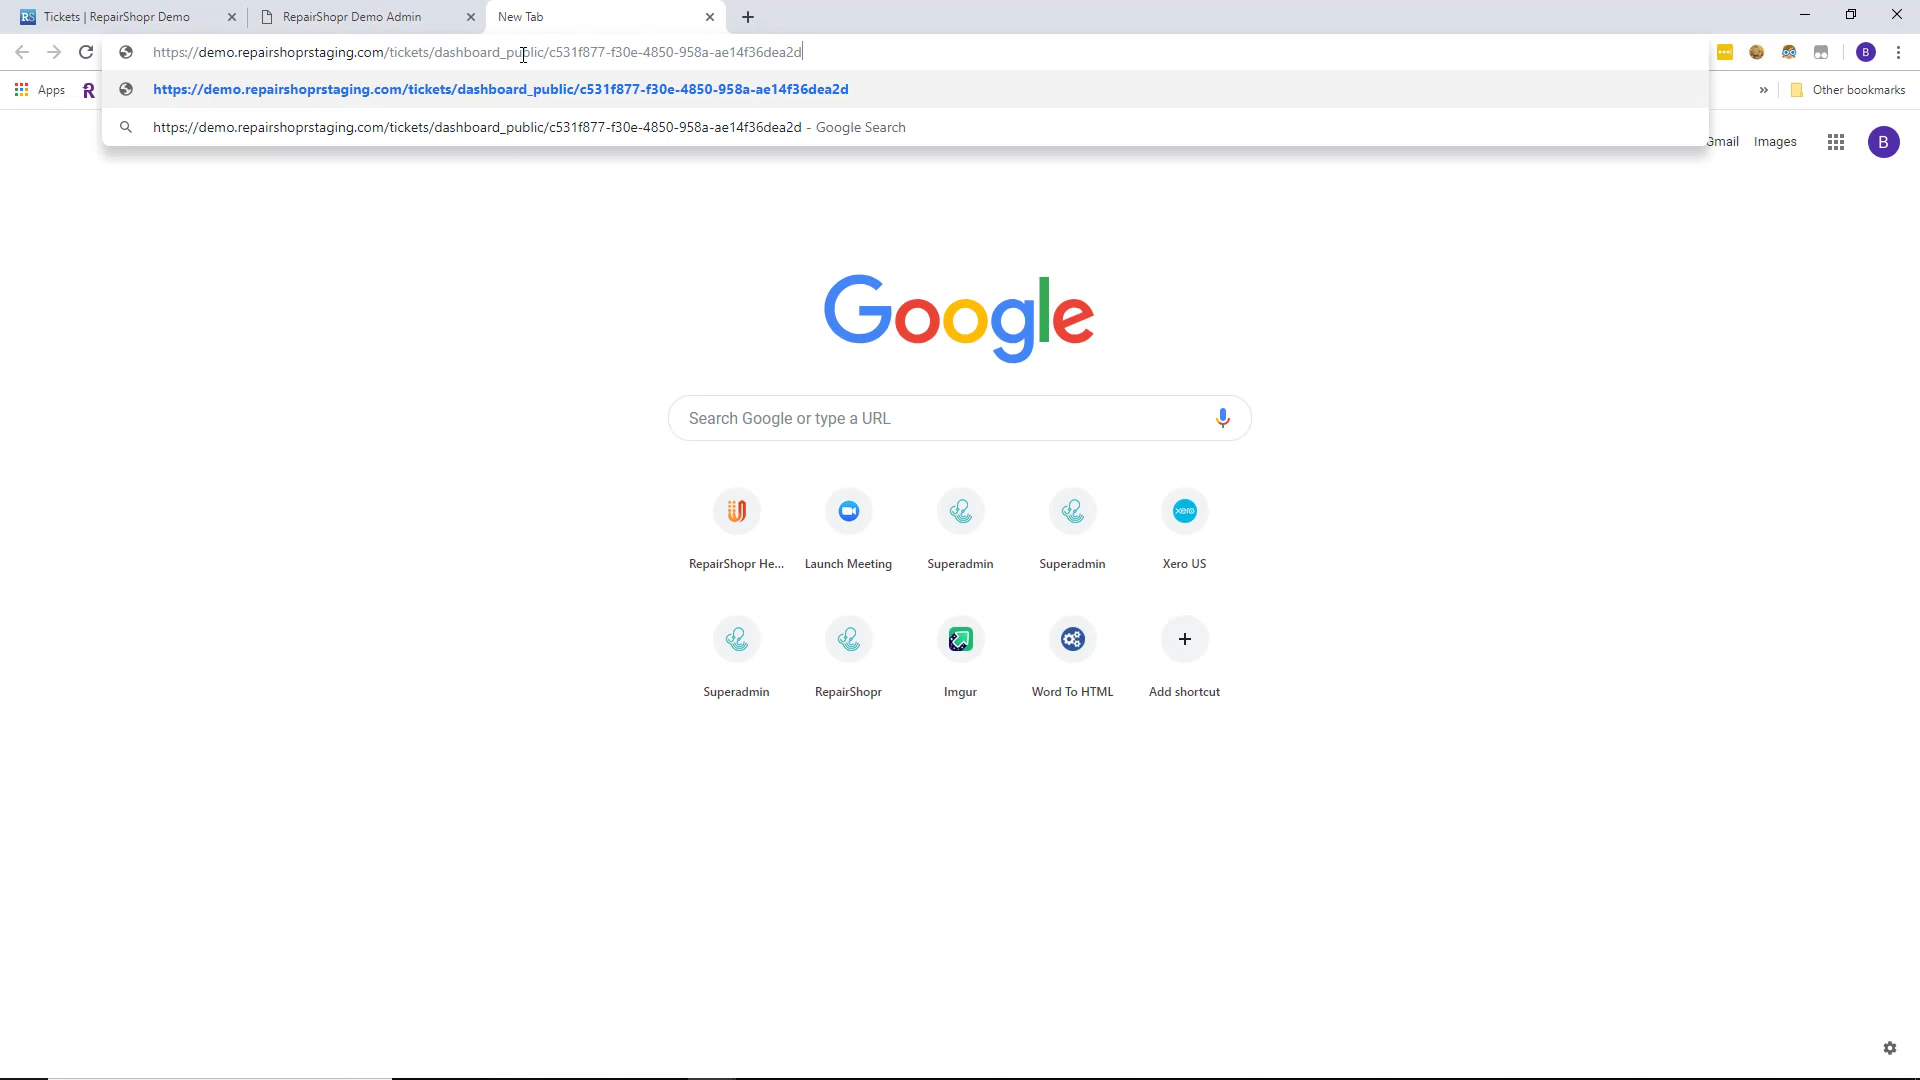 RS Tickets | RepairShopr Demo
RepairShopr Demo Admin
New Tab
https://demo.repairshoprstaging.com/tickets/dashboard_public/c531f877-f30e-4850-958a-ae14f36dea2d
B
Apps
R
https://demo.repairshoprstaging.com/tickets/dashboard_public/c531f877-f30e-4850-958a-ae14f36dea2d
»
Other bookmarks
https://demo.repairshoprstaging.com/tickets/dashboard_public/c531f877-f30e-4850-958a-ae14f36dea2d - Google Search
Gmail
Images
B
Google
Search Google or type a URL
xero
RepairShopr He...
Launch Meeting
Superadmin
Superadmin
Xero US
Superadmin
RepairShopr
Imgur
Word To HTML
Add shortcut